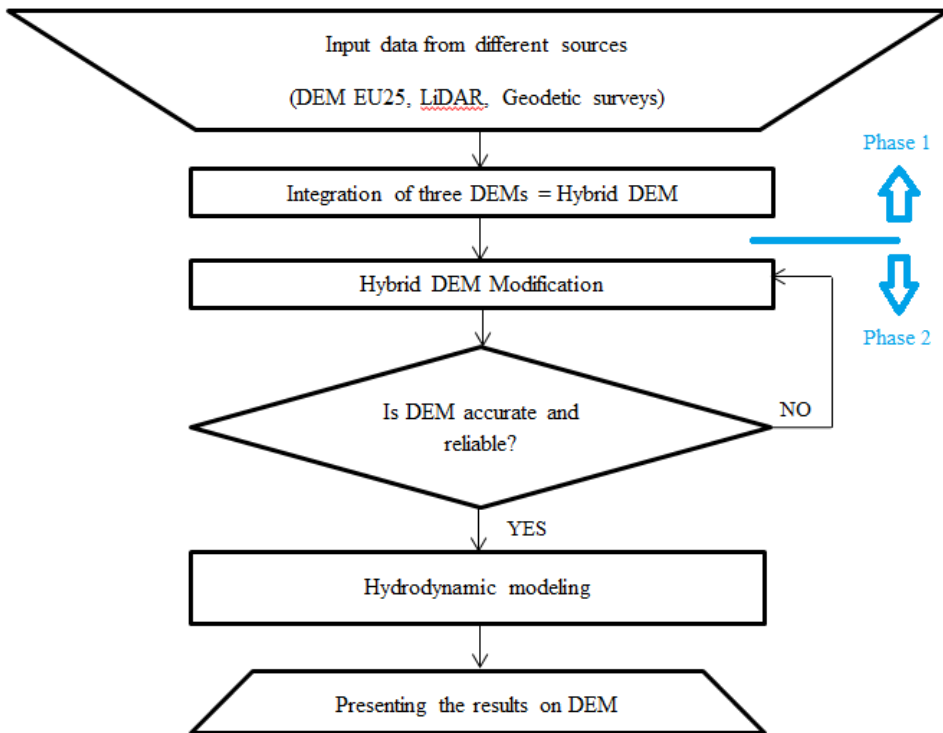 Input data from different sources
(DEM EU25, LiDAR, Geodetic surveys)
Phase 1
Integration of three DEMs = Hybrid DEM
Hybrid DEM Modification
Phase 2
Is DEM accurate and
reliable?
NO
YES
Hydrodynamic modeling
Presenting the results on DEM